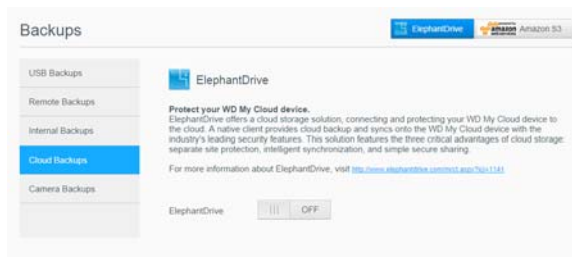 Backups
ElephantDrive
amazon Amazon S3
USB Backups
Remote Backups
Internal Backups
Cloud Backups
Camera Backups
ElephantDrive
Protect your WD My Cloud device.
ElephantDrive offers a cloud storage solution, connecting and protecting your WD My Cloud device to
the cloud. A native client provides cloud backup and syncs onto the WD My Cloud device with the
industry's leading security features. This solution features the three critical advantages of cloud storage:
separate site protection, intelligent synchronization, and simple secure sharing.
For more information about ElephantDrive, visit
ElephantDrive
OFF